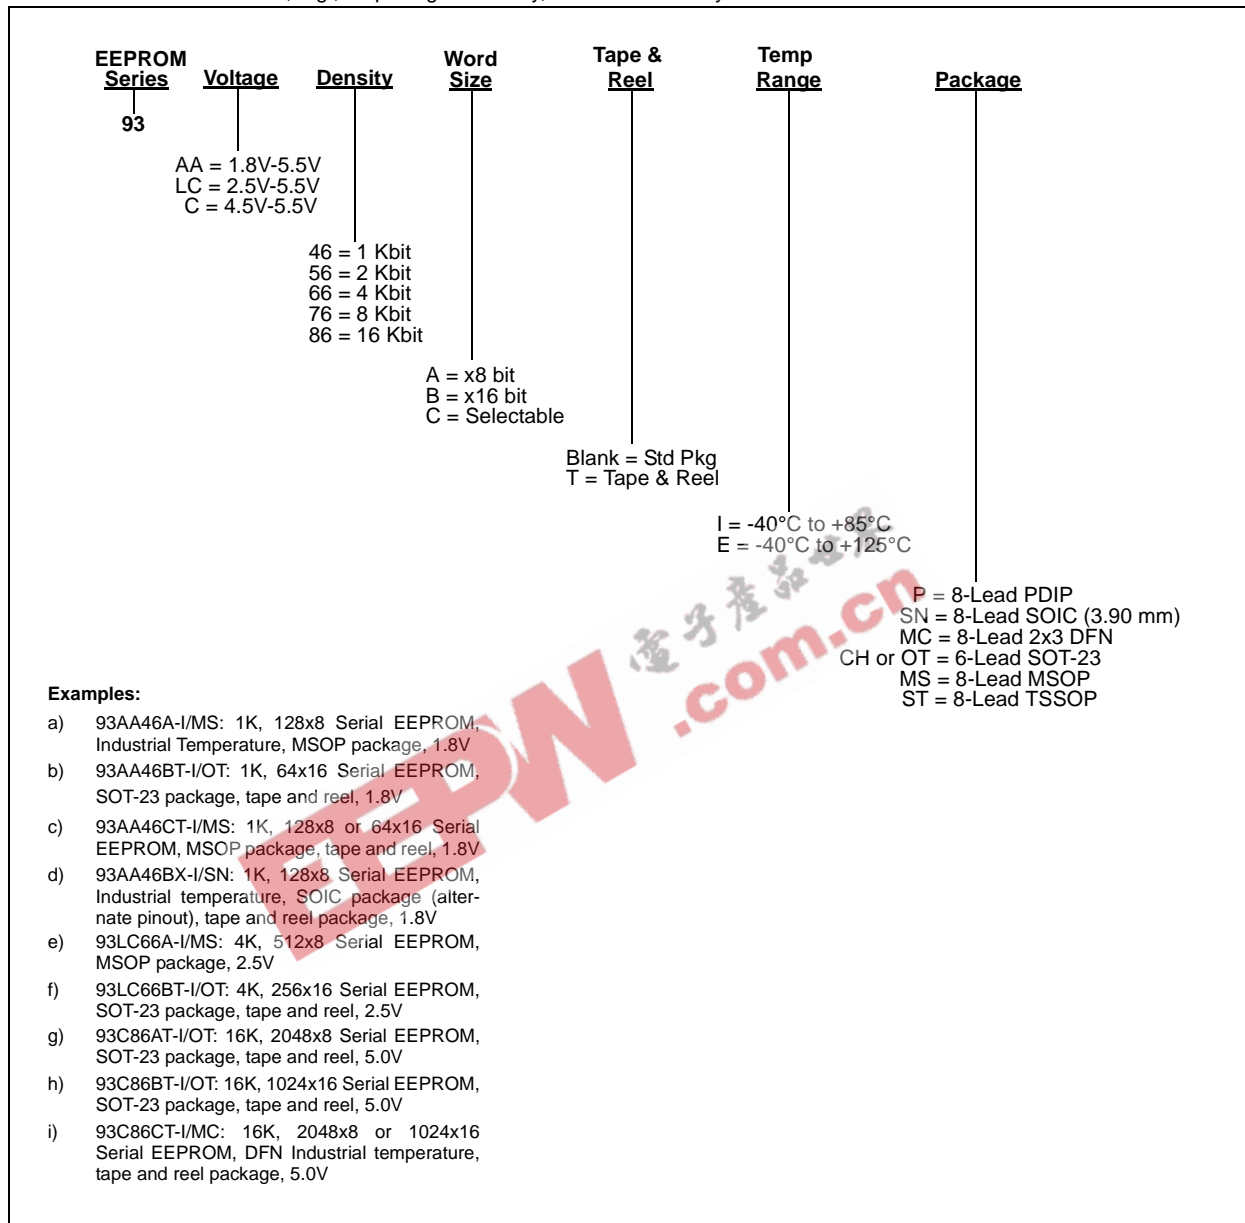 EEPROM
Series
Voltage
Density
Word
Size
Tape &
Reel
Temp
Range
Package
93
AA = 1.8V-5.5V
LC = 2.5V-5.5V
C = 4.5V-5.5V
46 = 1 Kbit
56 = 2 Kbit
66 = 4 Kbit
76 = 8 Kbit
86 = 16 Kbit
A = x8 bit
B = x16 bit
C = Selectable
Blank = Std Pkg
T = Tape & Reel
I = -40°C to +85°C
E = -40°C to +125°C
P = 8-Lead PDIP
SN = 8-Lead SOIC (3.90 mm)
MC = 8-Lead 2x3 DFN
CH or OT = 6-Lead SOT-23
MS = 8-Lead MSOP
ST = 8-Lead TSSOP
Examples:
a) 93AA46A-I/MS: 1K, 128x8 Serial EEPROM,
Industrial Temperature, MSOP package, 1.8V
b) 93AA46BT-I/OT: 1K, 64x16 Serial EEPROM,
SOT-23 package, tape and reel, 1.8V
c) 93AA46CT-I/MS: 1K, 128x8 or 64x16 Serial
EEPROM, MSOP package, tape and reel, 1.8V
d) 93AA46BX-I/SN: 1K, 128x8 Serial EEPROM,
Industrial temperature, SOIC package (alter-
nate pinout), tape and reel package, 1.8V
e) 93LC66A-I/MS: 4K, 512x8 Serial EEPROM,
MSOP package, 2.5V
f) 93LC66BT-I/OT: 4K, 256x16 Serial EEPROM,
SOT-23 package, tape and reel, 2.5V
g) 93C86AT-I/OT: 16K, 2048x8 Serial EEPROM,
SOT-23 package, tape and reel, 5.0V
h) 93C86BT-I/OT: 16K, 1024x16 Serial EEPROM,
SOT-23 package, tape and reel, 5.0V
i) 93C86CT-I/MC: 16K, 2048x8 or 1024x16
Serial EEPROM, DFN Industrial temperature,
tape and reel package, 5.0V
EEPW
電子產品世界
.com.cn